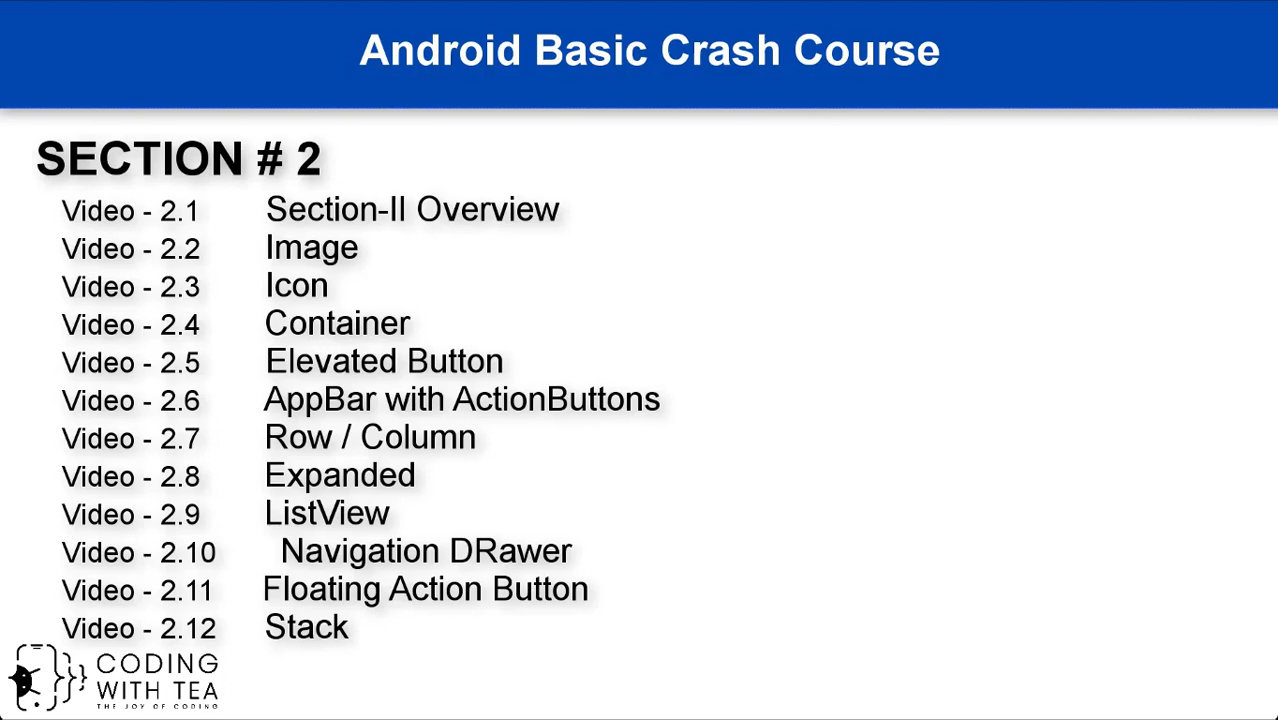 Android Basic Crash Course
SECTION # 2
Video - 2.1 Section-II Overview
Video - 2.2 Image
Video - 2.3 Icon
Video - 2.4 Container
Video - 2.5 Elevated Button
Video - 2.6 AppBar with ActionButtons
Video - 2.7 Row / Column
Video - 2.8 Expanded
Video - 2.9 ListView
Video - 2.10 Navigation DRawer
Video - 2.11 Floating Action Button
Video - 2.12 Stack
CODING
WITH TEA
THE JOY OF CODING